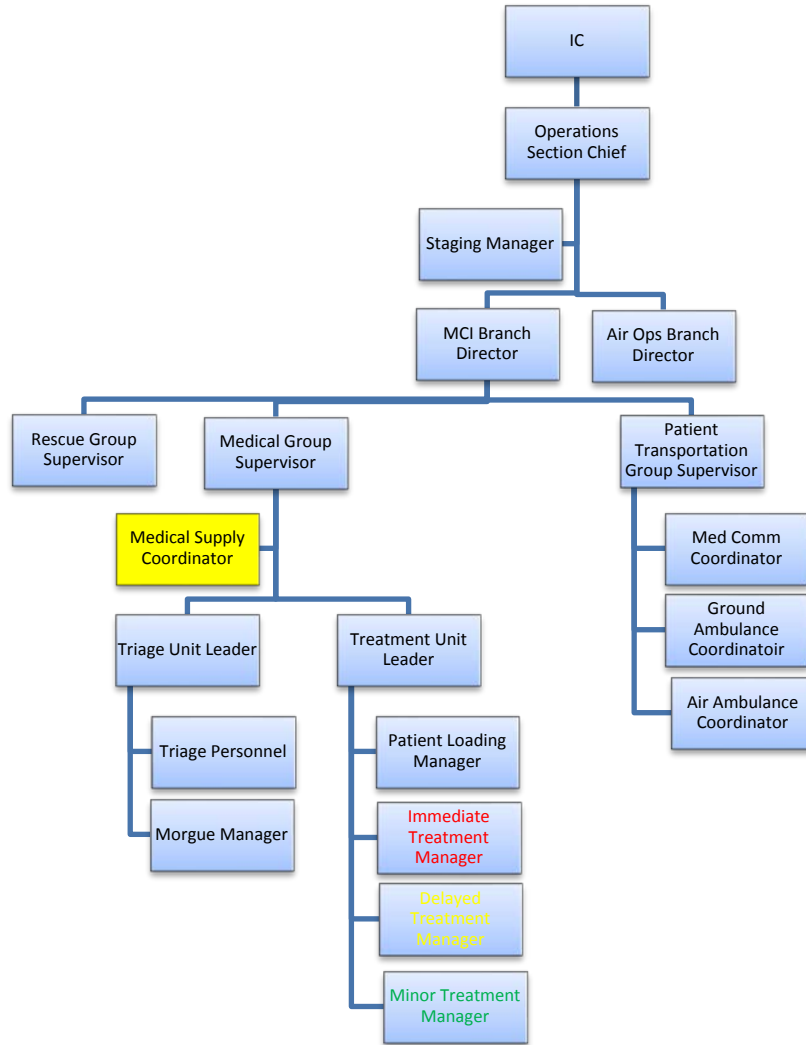 IC
Operations
Section Chief
Staging Manager
MCI Branch
Director
Air Ops Branch
Director
Rescue Group
Supervisor
Medical Group
Supervisor
Patient
Transportation
Group Supervisor
Medical Supply
Coordinator
Med Comm
Coordinator
Ground
Ambulance
Coordinatoir
Air Ambulance
Coordinator
Triage Unit Leader
Treatment Unit
Leader
Triage Personnel
Morgue Manager
Patient Loading
Manager
Immediate
Treatment
Manager
Delayed
Treatment
Manager
Minor Treatment
Manager